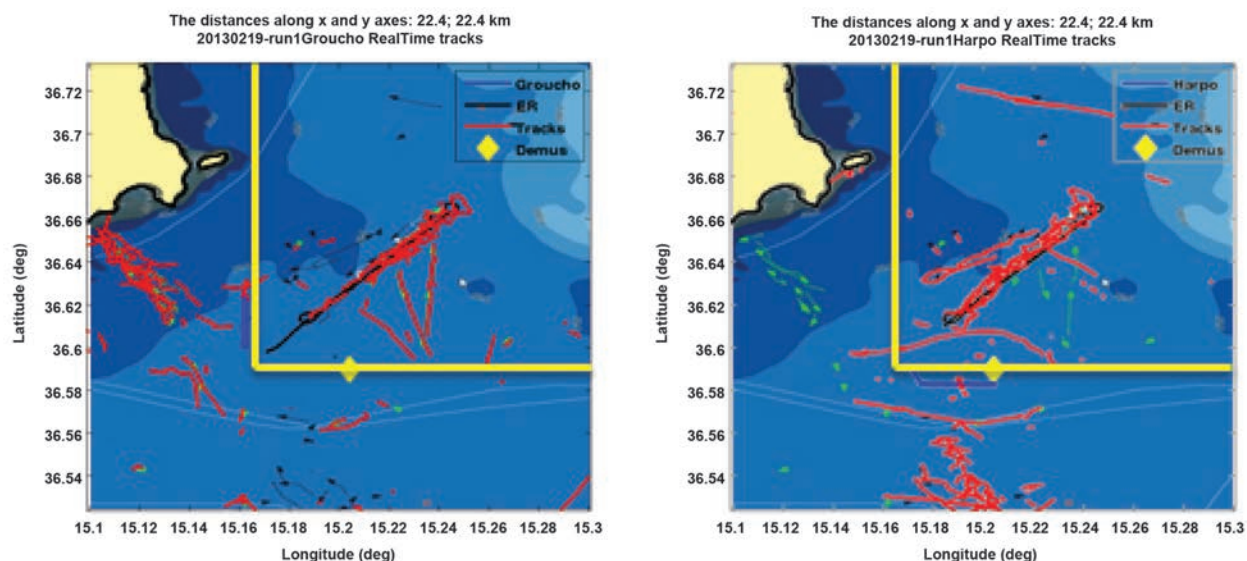 The distances along x and y axes: 22.4; 22.4 km
20130219-run1Groucho RealTime tracks
Groucho
ER
Tracks
Demus
36.72
36.7
36.68
36.66
36.64
36.62
36.6
36.58
36.56
36.54
Latitude (deg)
15.1 15.12 15.14 15.16 15.18 15.2 15.22 15.24 15.26 15.28 15.3
Longitude (deg)
The distances along x and y axes: 22.4; 22.4 km
20130219-run1Harpo RealTime tracks
Harpo
ER
Tracks
Demus
36.72
36.7
36.68
36.66
36.64
36.62
36.6
36.58
36.56
36.54
Latitude (deg)
15.1 15.12 15.14 15.16 15.18 15.2 15.22 15.24 15.26 15.28 15.3
Longitude (deg)